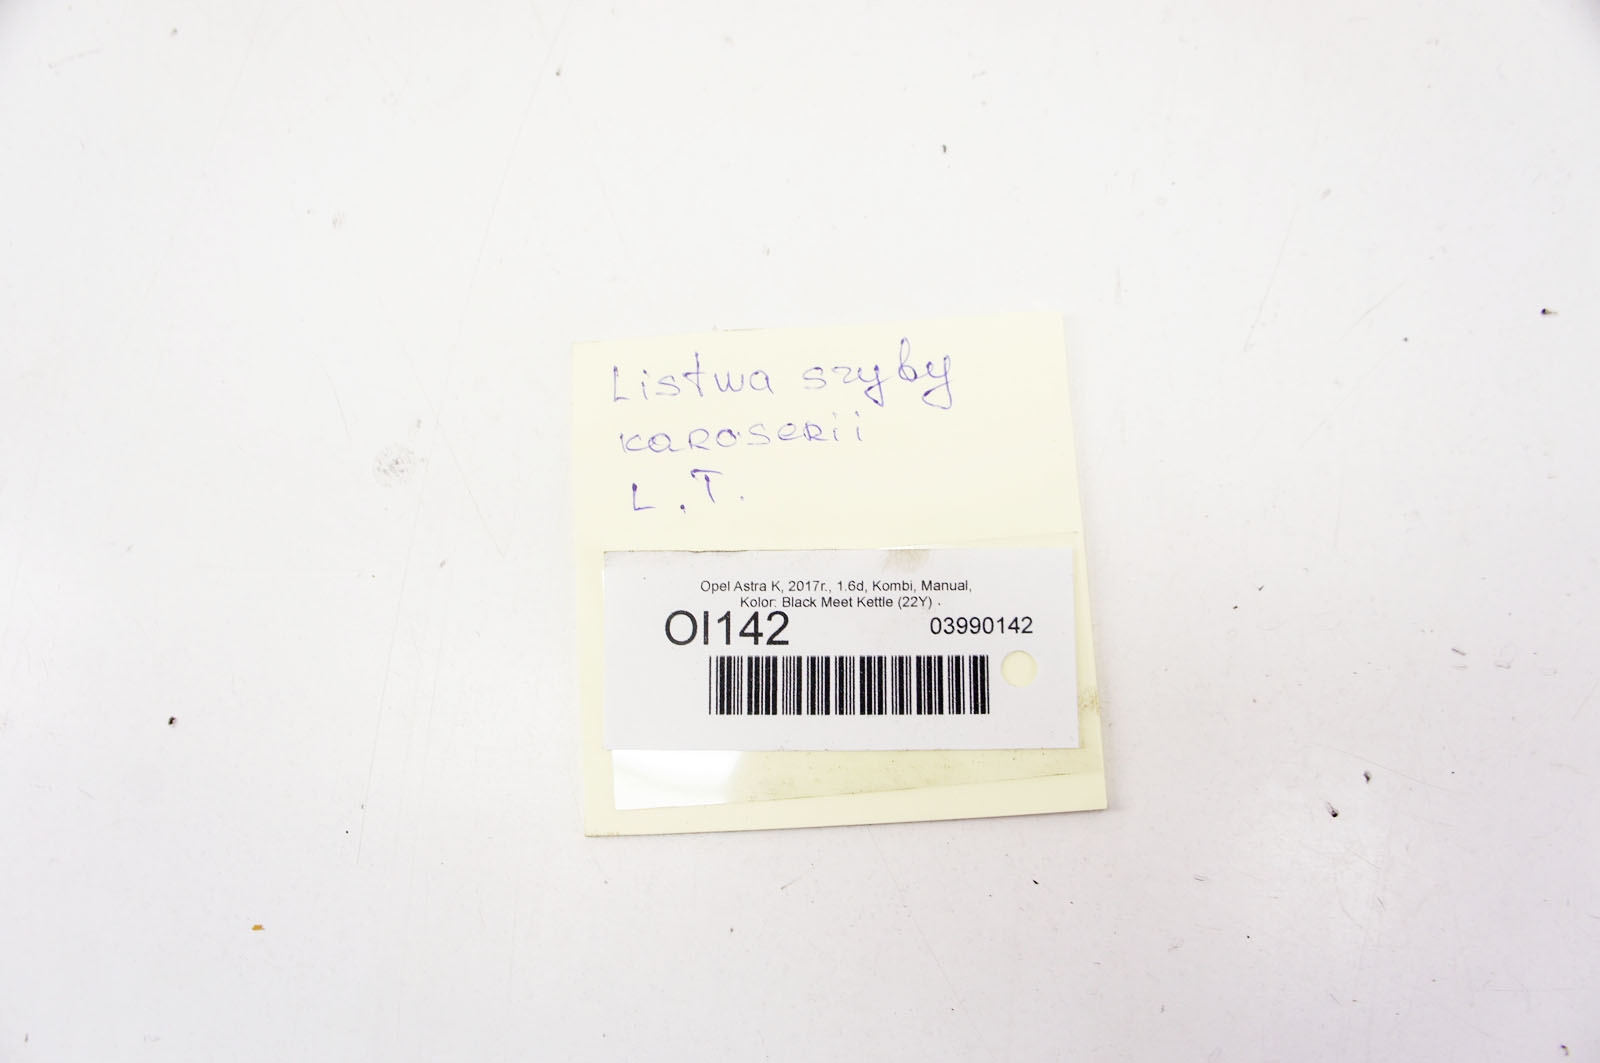 Listwa szyby
karoserii
L.T.
Opel Astra K, 2017r., 1.6d, Kombi, Manual,
Kolor: Black Meet Kettle (22Y) .
OI142
03990142